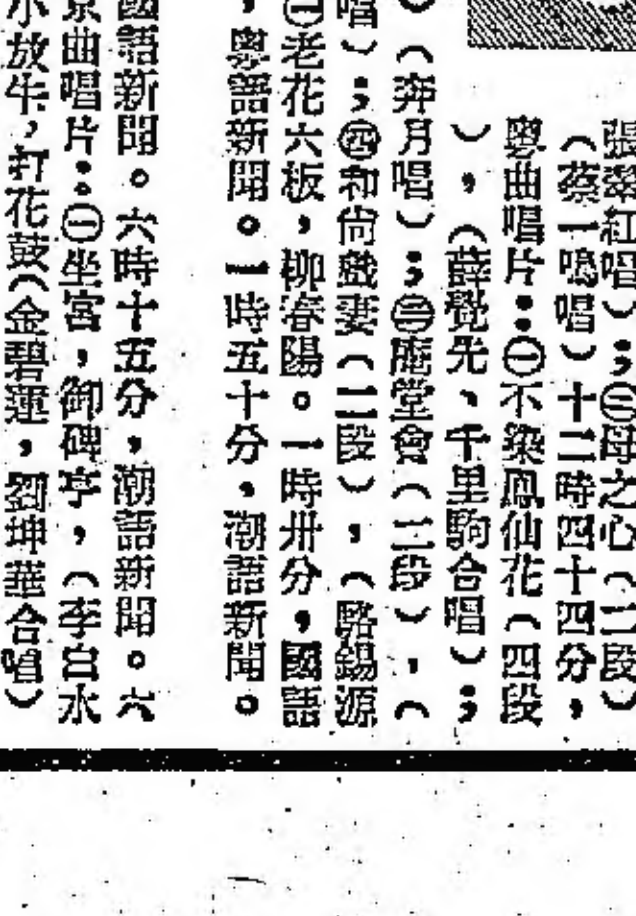 張翠紅唱）；㊂母之心（二段）
（蔡一鳴唱）十二時四十四分，
粵曲唱片：㊀不染鳳仙花（四段
），（薛覺光、千里駒合唱）；
）（奔月唱）；㊂庵堂會（二段），（
唱）；㊃和尚戲妻（二段），（駱錫源
㊀老花六板，柳春陽。一時卅分，國語
，粵語新聞。一時五十分，潮語新聞。
國語新聞。六時十五分，潮語新聞。六
京曲唱片：㊀坐宮，御碑亭，（李白水
小放牛，打花鼓（金碧蓮，劉坤華合唱）